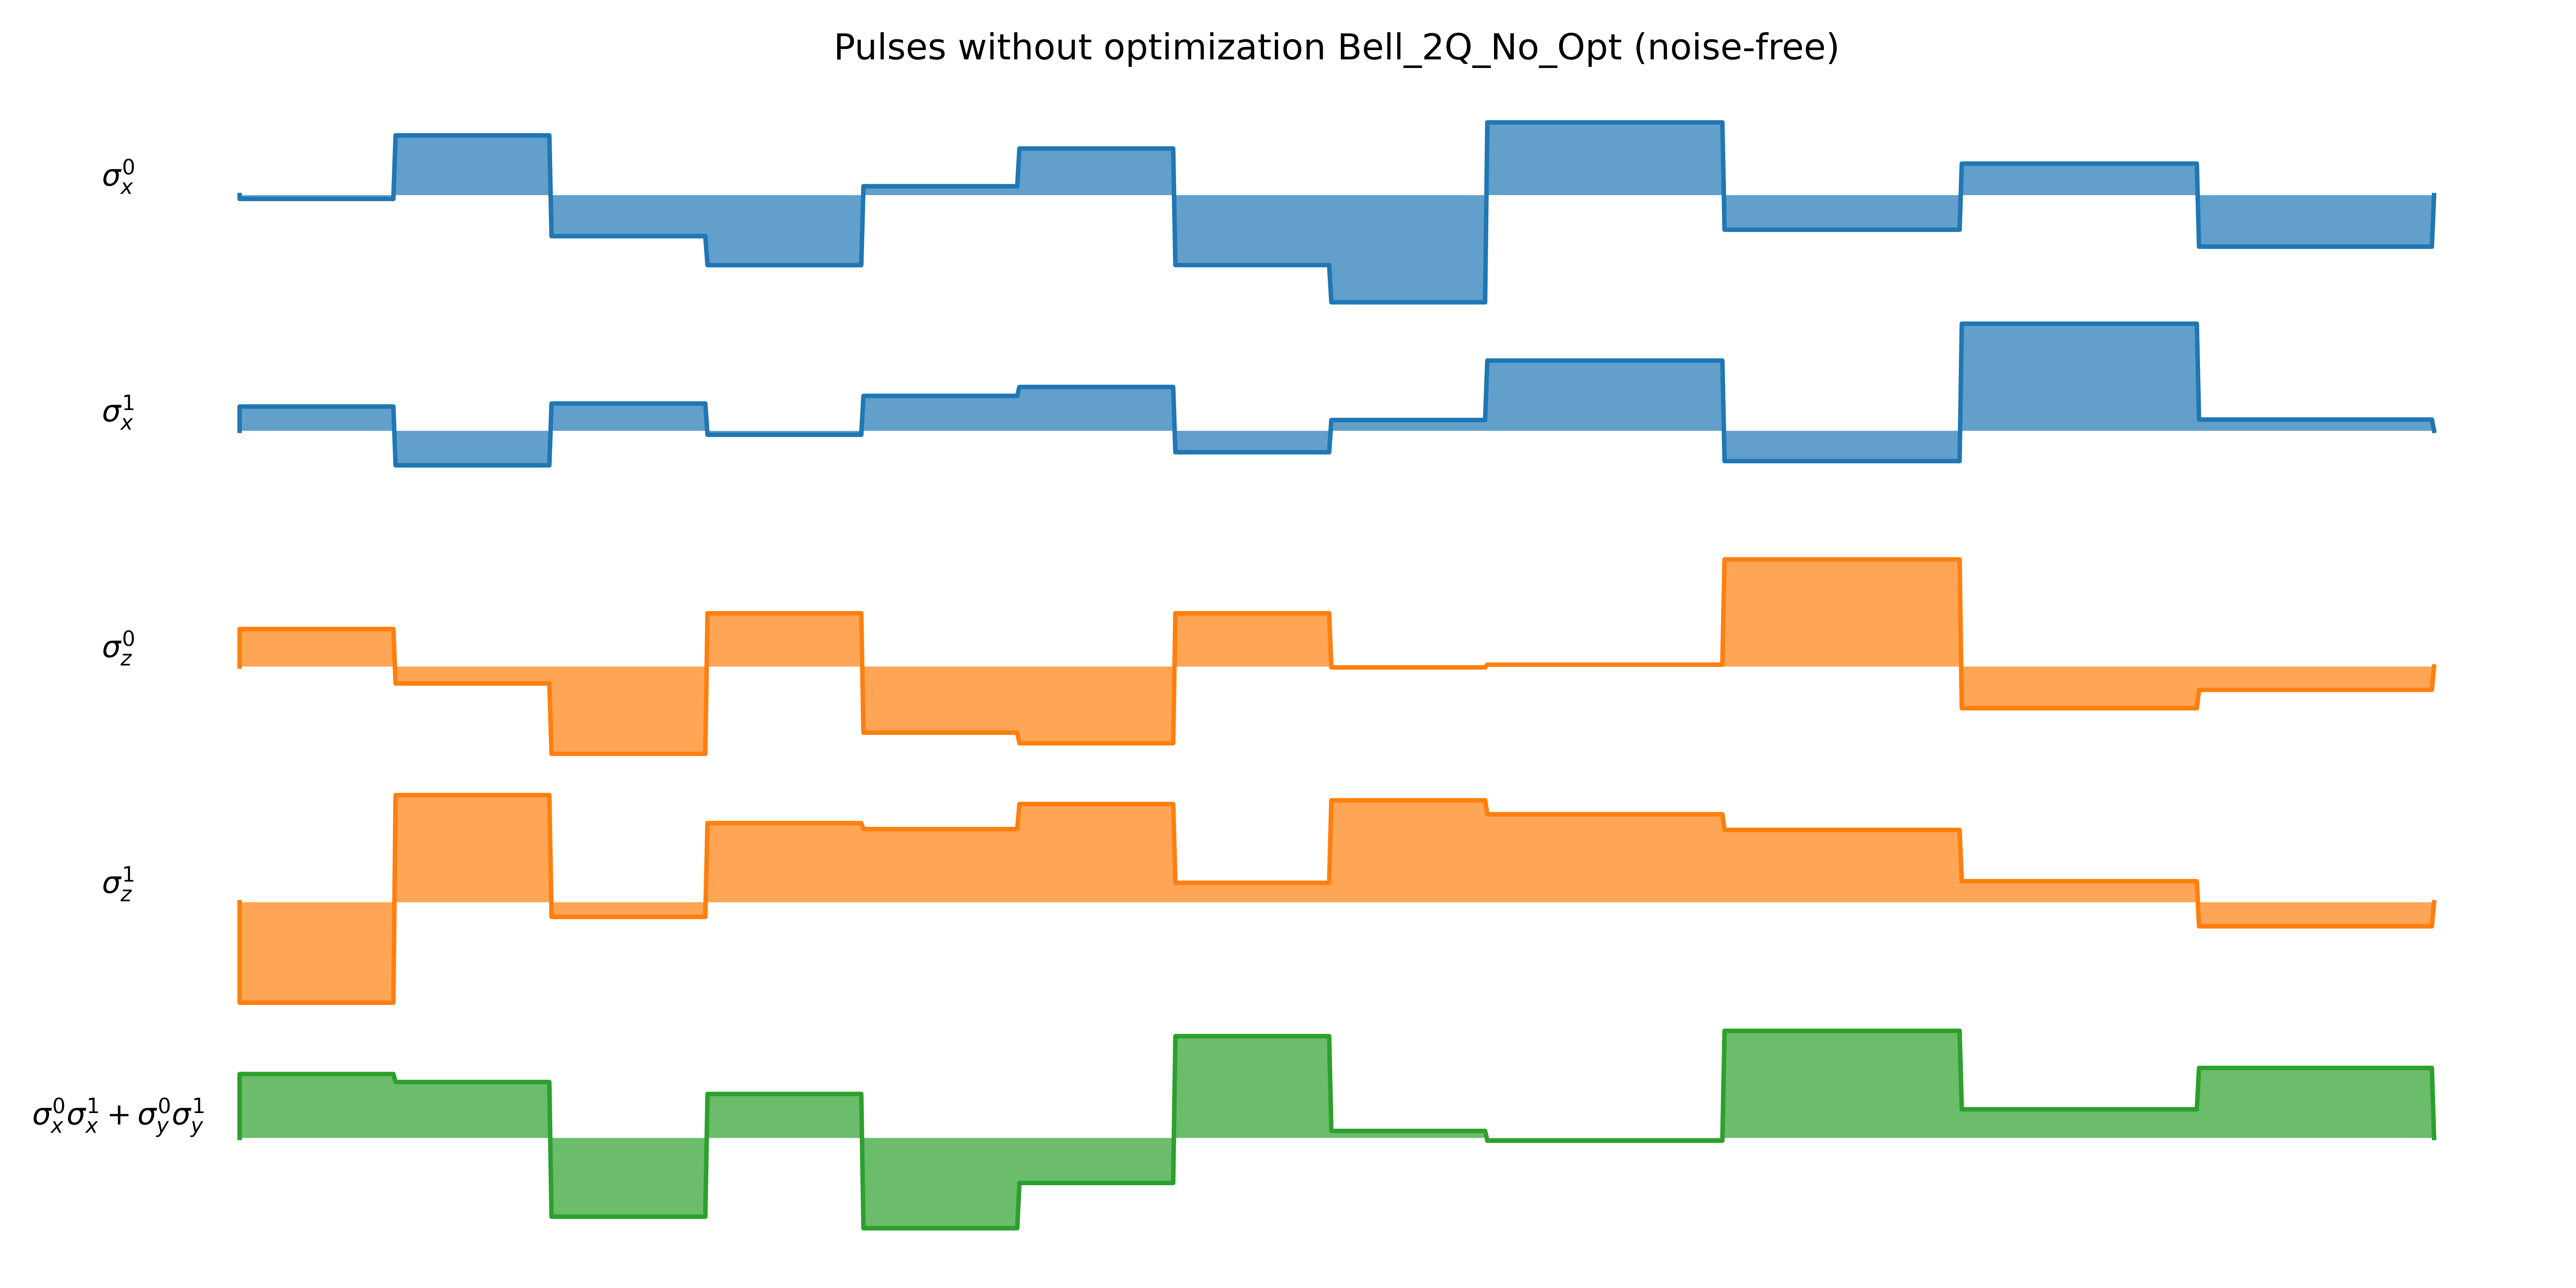 Pulses without optimization Bell_2Q_No_Opt (noise-free)
σ_x^0
σ_x^1
σ_z^0
σ_z^1
σ_x^0σ_x^1 + σ_y^0σ_y^1